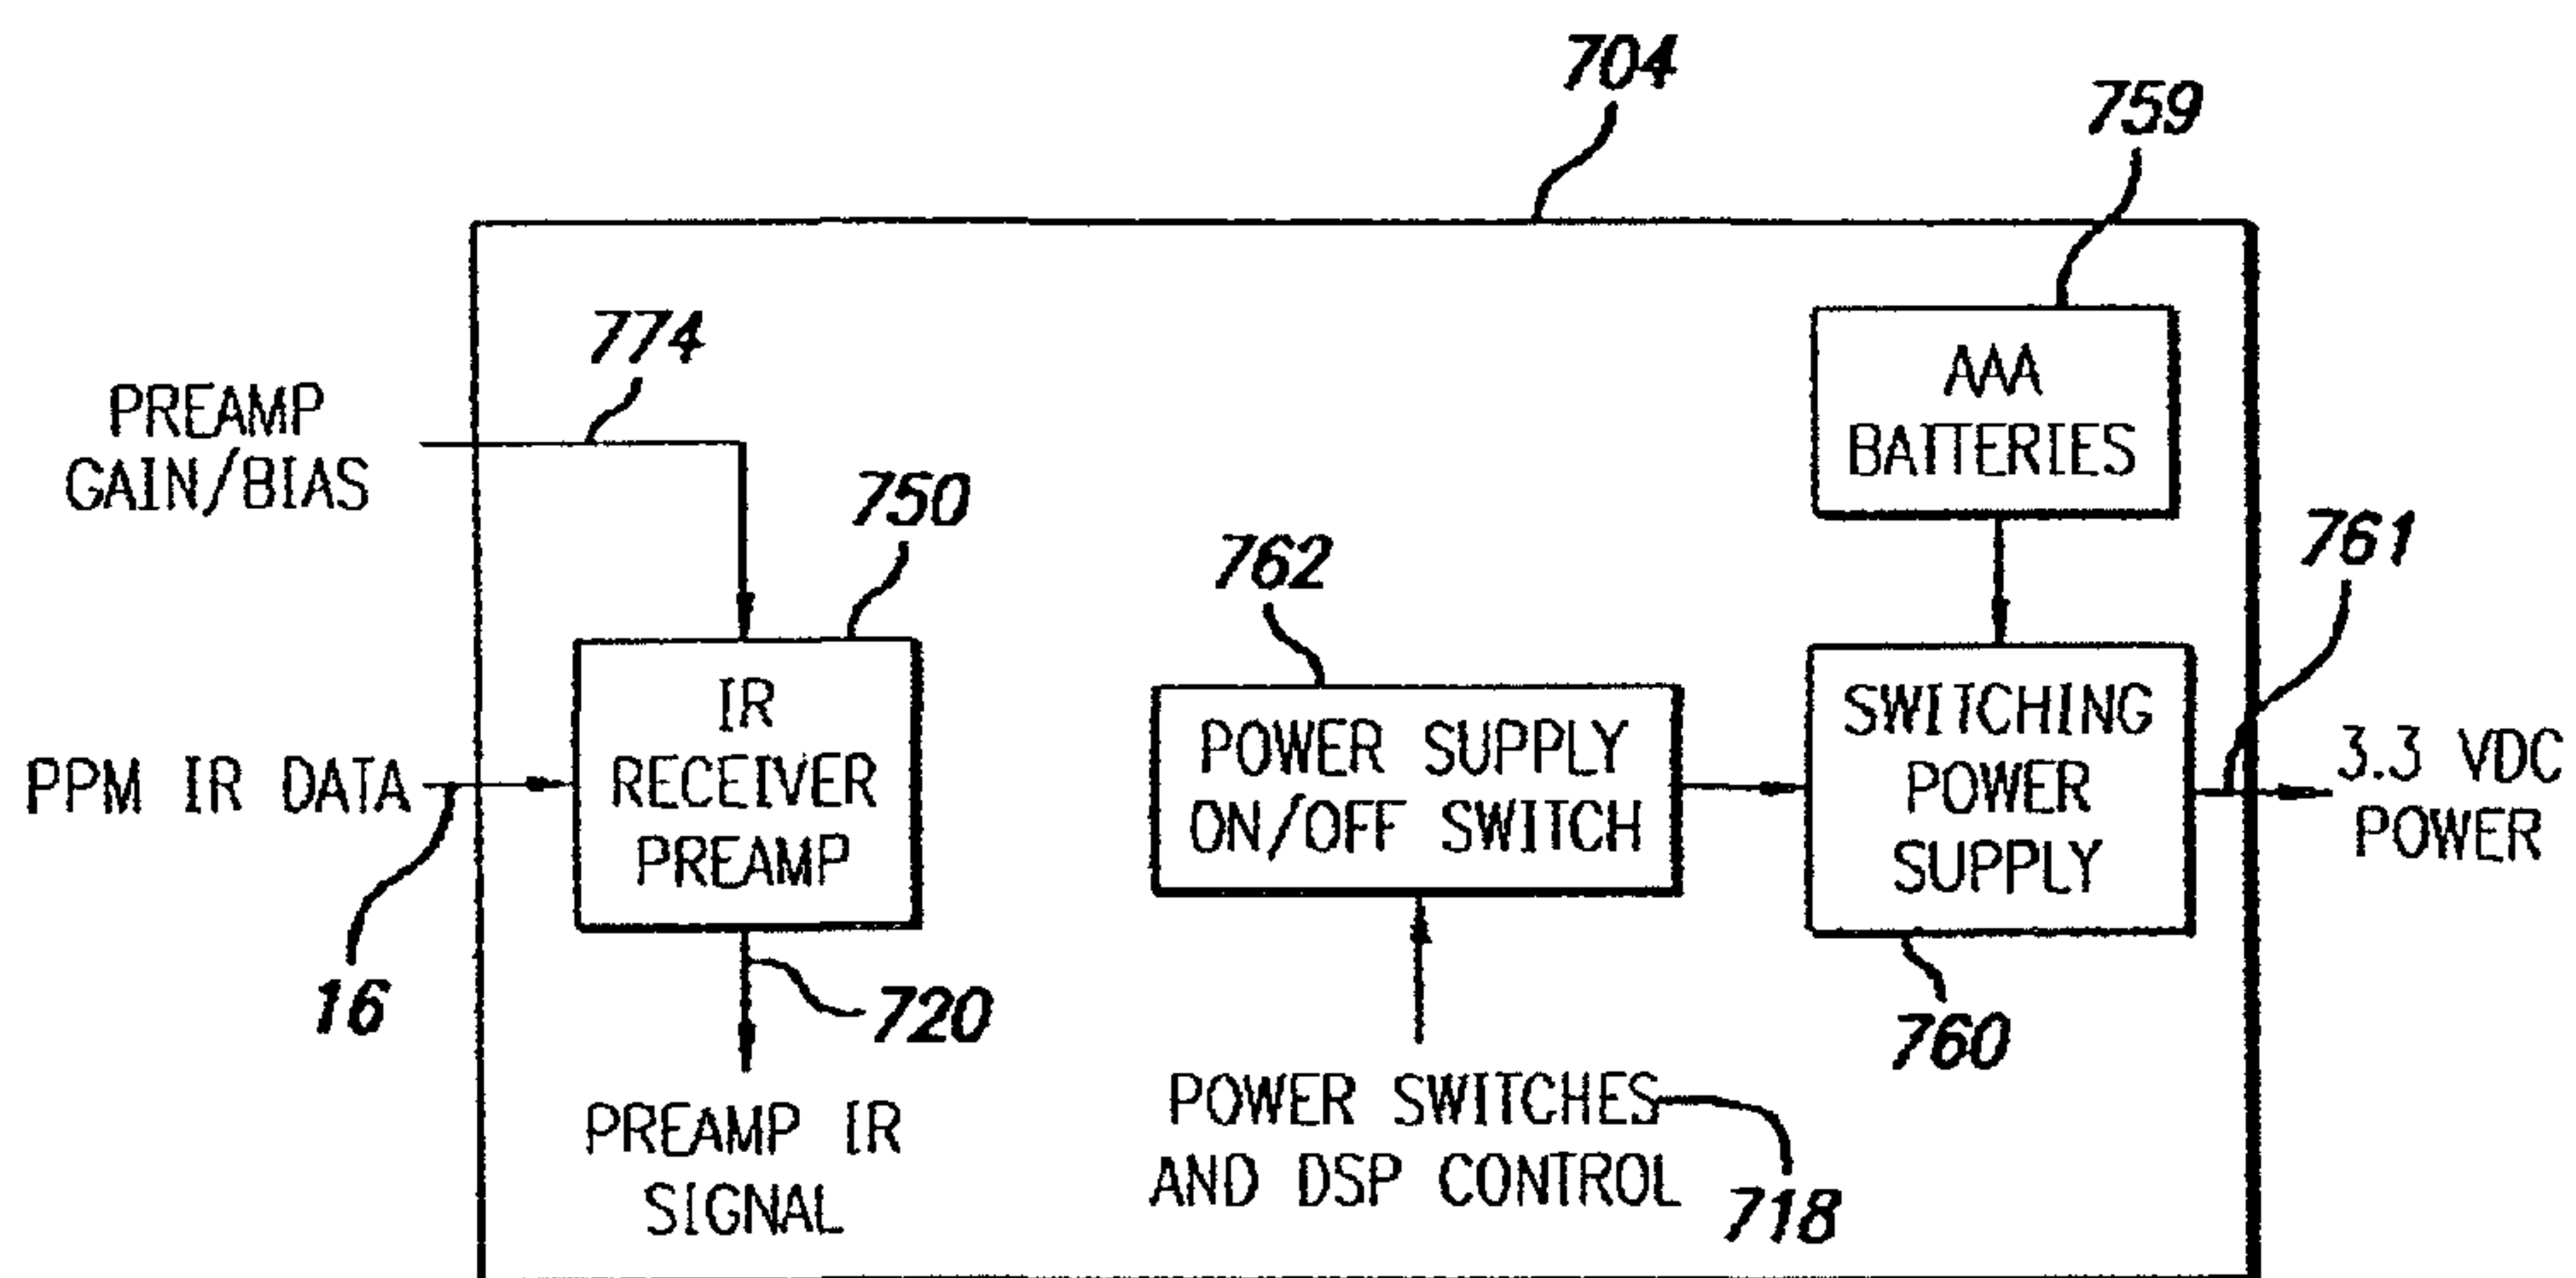 704
759
774
PREAMP
GAIN/BIAS
750
AAA
BATTERIES
762
761
IR
RECEIVER
PREAMP
PPM IR DATA
POWER SUPPLY
ON/OFF SWITCH
SWITCHING
POWER
SUPPLY
3.3 VDC
POWER
16
720
760
PREAMP IR
SIGNAL
POWER SWITCHES
AND DSP CONTROL
718